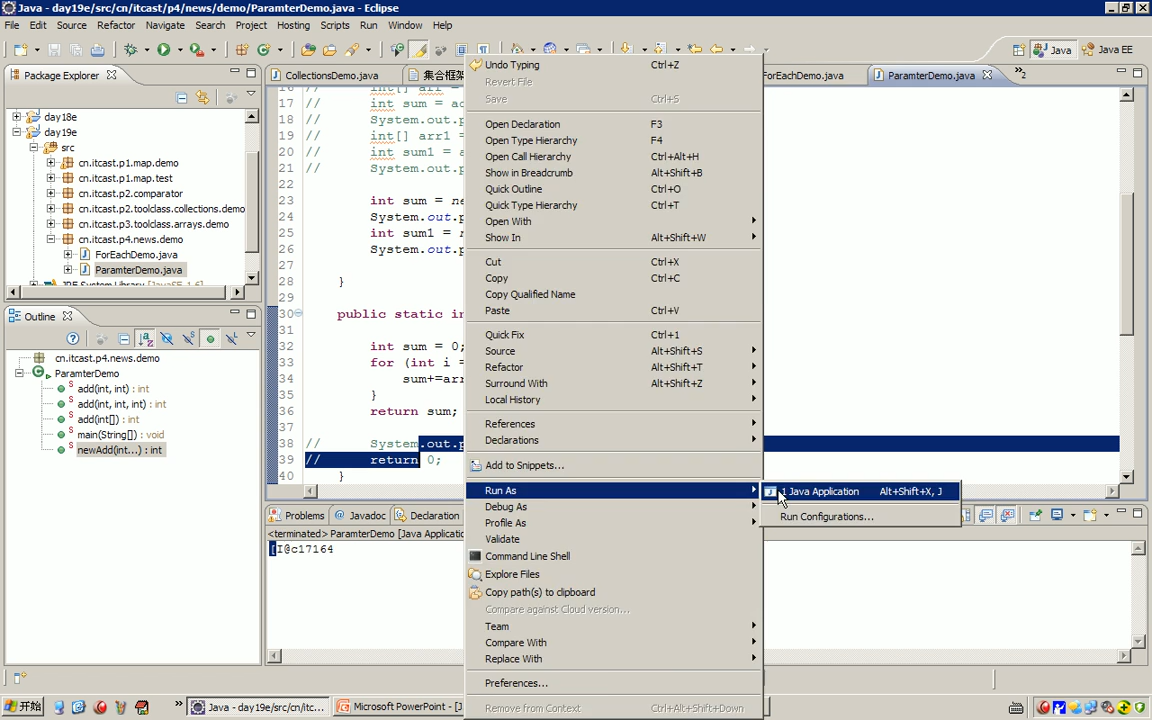 Java - day19e/src/cn/itcast/p4/news/demo/ParamterDemo.java - Eclipse
File Edit Source Refactor Navigate Search Project Hosting Scripts Run Window Help
Java Java EE
Package Explorer
CollectionsDemo.java
ForEachDemo.java
ParamterDemo.java
»2
day18e
day19e
src
cn.itcast.p1.map.demo
cn.itcast.p1.map.test
cn.itcast.p2.comparator
cn.itcast.p2.toolclass.collections.demo
cn.itcast.p3.toolclass.arrays.demo
cn.itcast.p4.news.demo
ForEachDemo.java
ParamterDemo.java
Outline
cn.itcast.p4.news.demo
ParamterDemo
add(int, int) : int
add(int, int, int) : int
add(int[]) : int
main(String[]) : void
newAdd(int...) : int
17 // int sum = ad
18 // System.out.p
19 // int[] arr1 =
20 // int sum1 = a
21 // System.out.p
22
23 int sum = ne
24 System.out.p
25 int sum1 = n
26 System.out.p
27
28 }
29
30 public static in
31
32 int sum = 0;
33 for (int i =
34 sum+=arr
35 }
36 return sum;
37
38 // System.out.p
39 // return 0;
40 }
Undo Typing Ctrl+Z
Revert File
Save Ctrl+S
Open Declaration F3
Open Type Hierarchy F4
Open Call Hierarchy Ctrl+Alt+H
Show in Breadcrumb Alt+Shift+B
Quick Outline Ctrl+O
Quick Type Hierarchy Ctrl+T
Open With
Show In Alt+Shift+W
Cut Ctrl+X
Copy Ctrl+C
Copy Qualified Name
Paste Ctrl+V
Quick Fix Ctrl+1
Source Alt+Shift+S
Refactor Alt+Shift+T
Surround With Alt+Shift+Z
Local History
References
Declarations
Add to Snippets...
Run As
Debug As
Profile As
Validate
Command Line Shell
Explore Files
Copy path(s) to clipboard
Compare against Cloud version...
Team
Compare With
Replace With
Preferences...
Remove from Context Ctrl+Alt+Shift+Down
1 Java Application Alt+Shift+X, J
Run Configurations...
Problems Javadoc Declaration
<terminated> ParamterDemo [Java Applicatio
[I@c17164
开始
Java - day19e/src/cn/itc...
Microsoft PowerPoint - [J